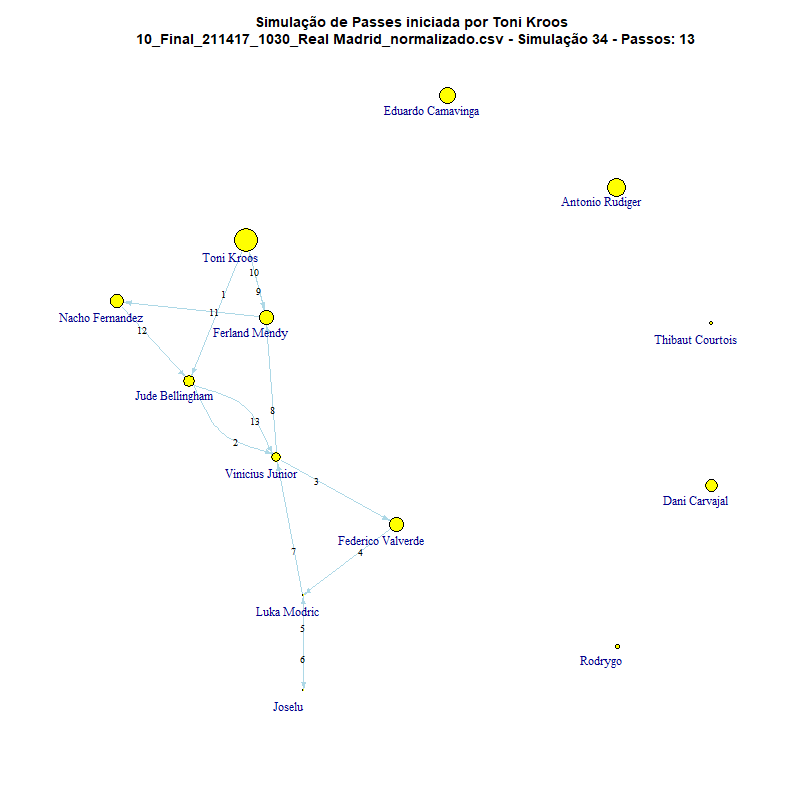 Simulação de Passes iniciada por Toni Kroos
10_Final_211417_1030_Real Madrid_normalizado.csv - Simulação 34 - Passos: 13
Eduardo Camavinga
Antonio Rudiger
Toni Kroos
10
9
1
11
Nacho Fernandez
12
Ferland Mendy
Thibaut Courtois
Jude Bellingham
8
13
2
Vinicius Junior
3
Dani Carvajal
Federico Valverde
7
4
Luka Modric
5
6
Rodrygo
Joselu